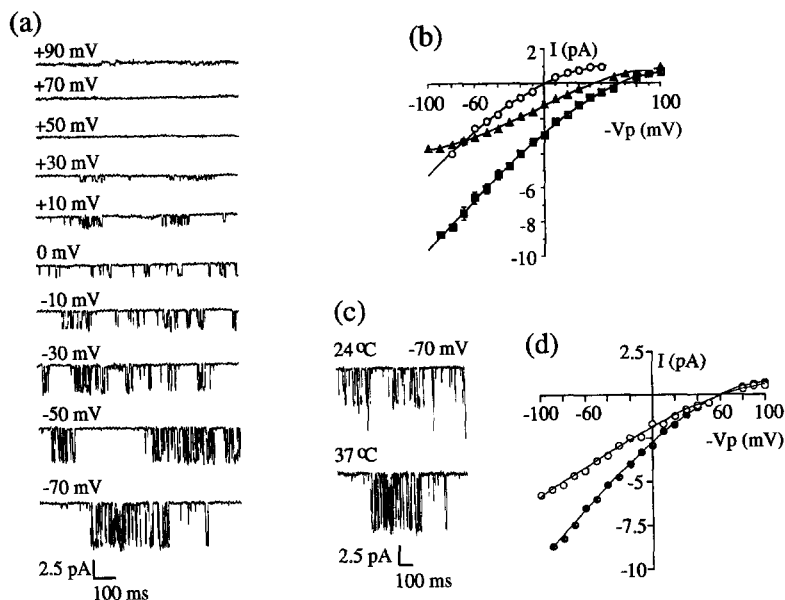 (a)
+90 mV
+70 mV
+50 mV
+30 mV
+10 mV
0 mV
-10 mV
-30 mV
-50 mV
-70 mV
2.5 pA
100 ms
(b)
2
I (pA)
-100
-60
100
-Vp (mV)
-6
-8
-10
(c)
24 ºC
-70 mV
37 ºC
2.5 pA
100 ms
(d)
2.5
I (pA)
-100
-60
60
100
-Vp (mV)
-5
-7.5
-10